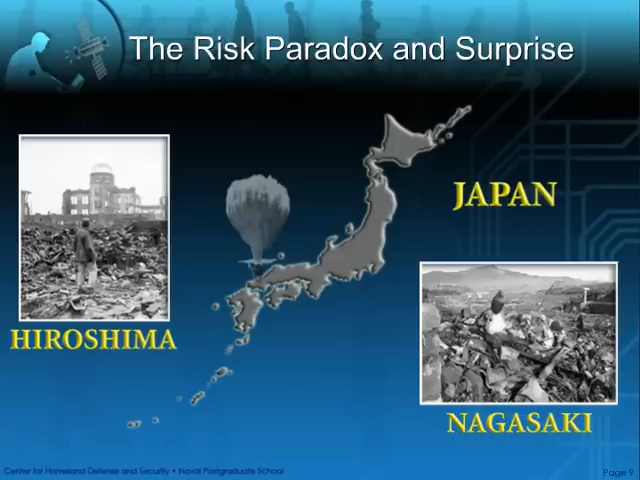 The Risk Paradox and Surprise
JAPAN
HIROSHIMA
NAGASAKI
Center for Homeland Defense and Security • Naval Postgraduate School
Page 9